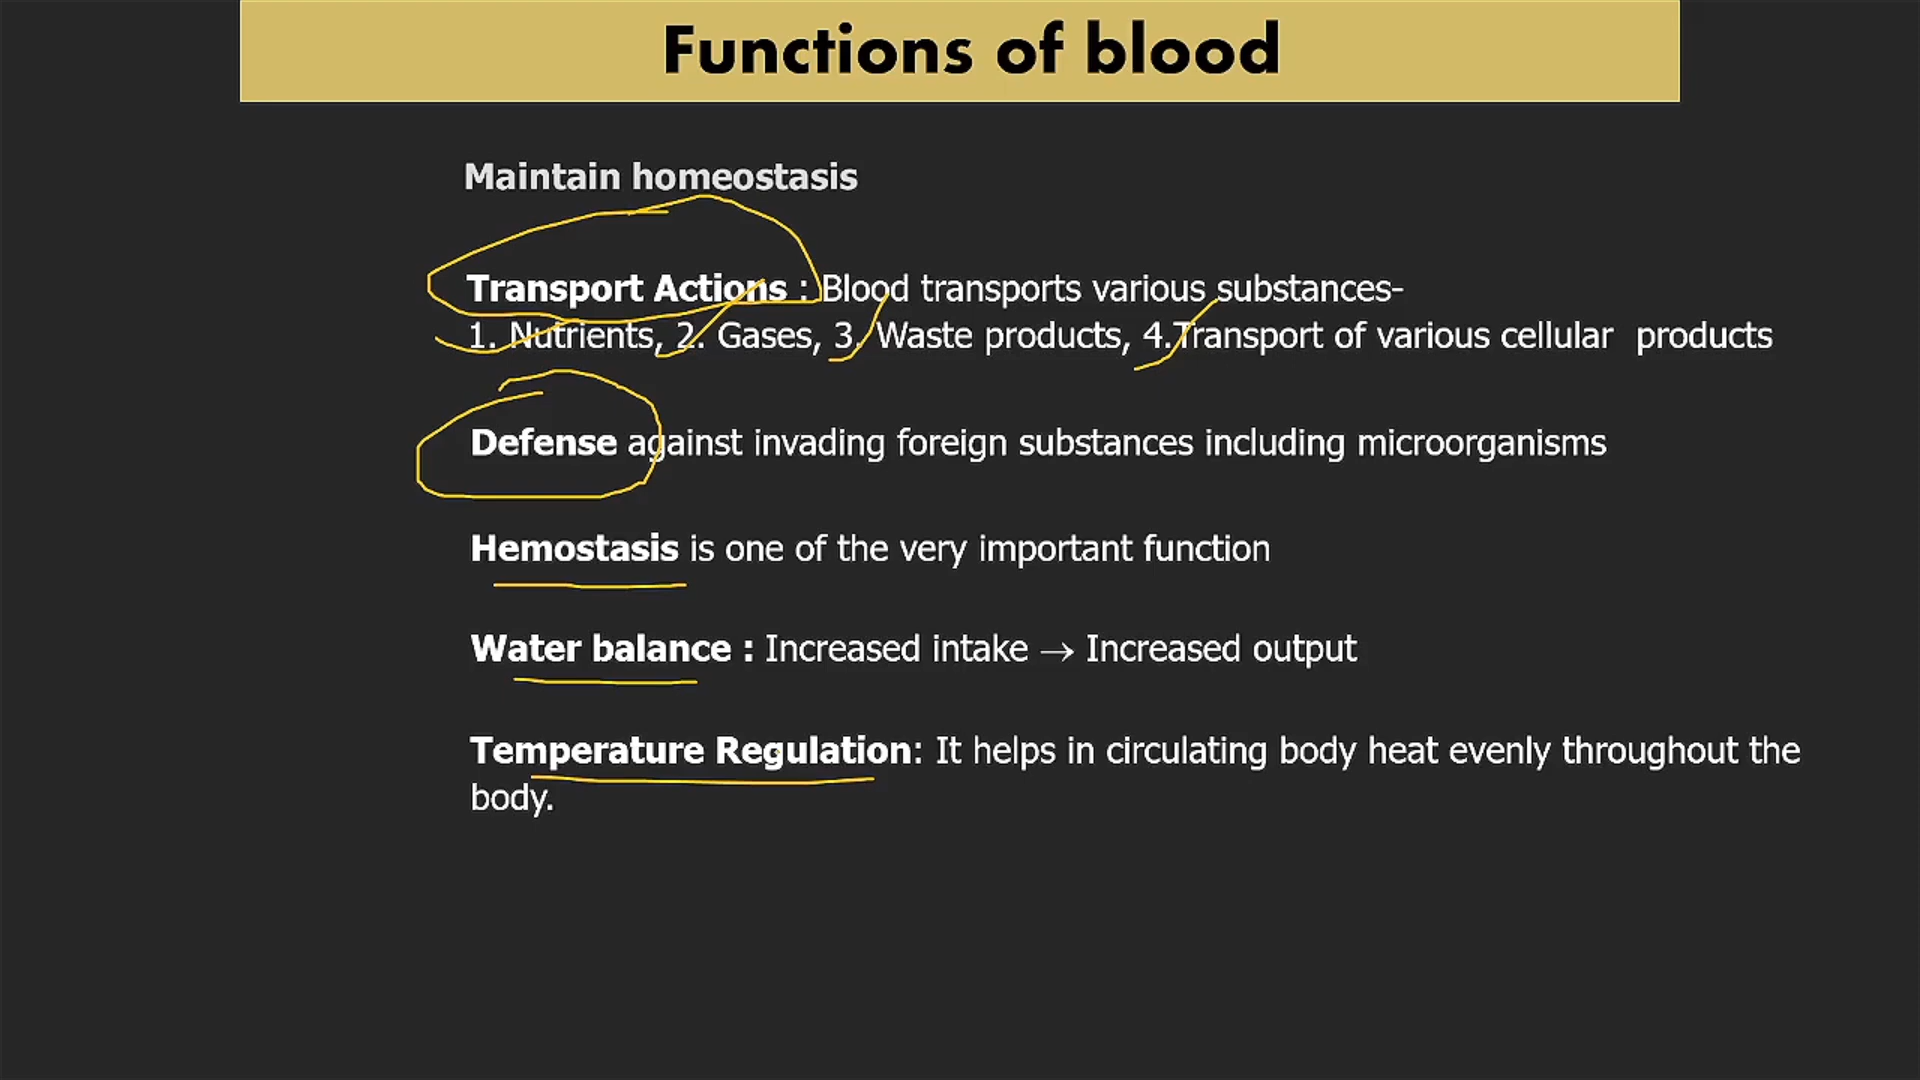 Functions of blood
Maintain homeostasis
Transport Actions : Blood transports various substances-
1. Nutrients, 2. Gases, 3. Waste products, 4.Transport of various cellular products
Defense against invading foreign substances including microorganisms
Hemostasis is one of the very important function
Water balance : Increased intake → Increased output
Temperature Regulation: It helps in circulating body heat evenly throughout the
body.